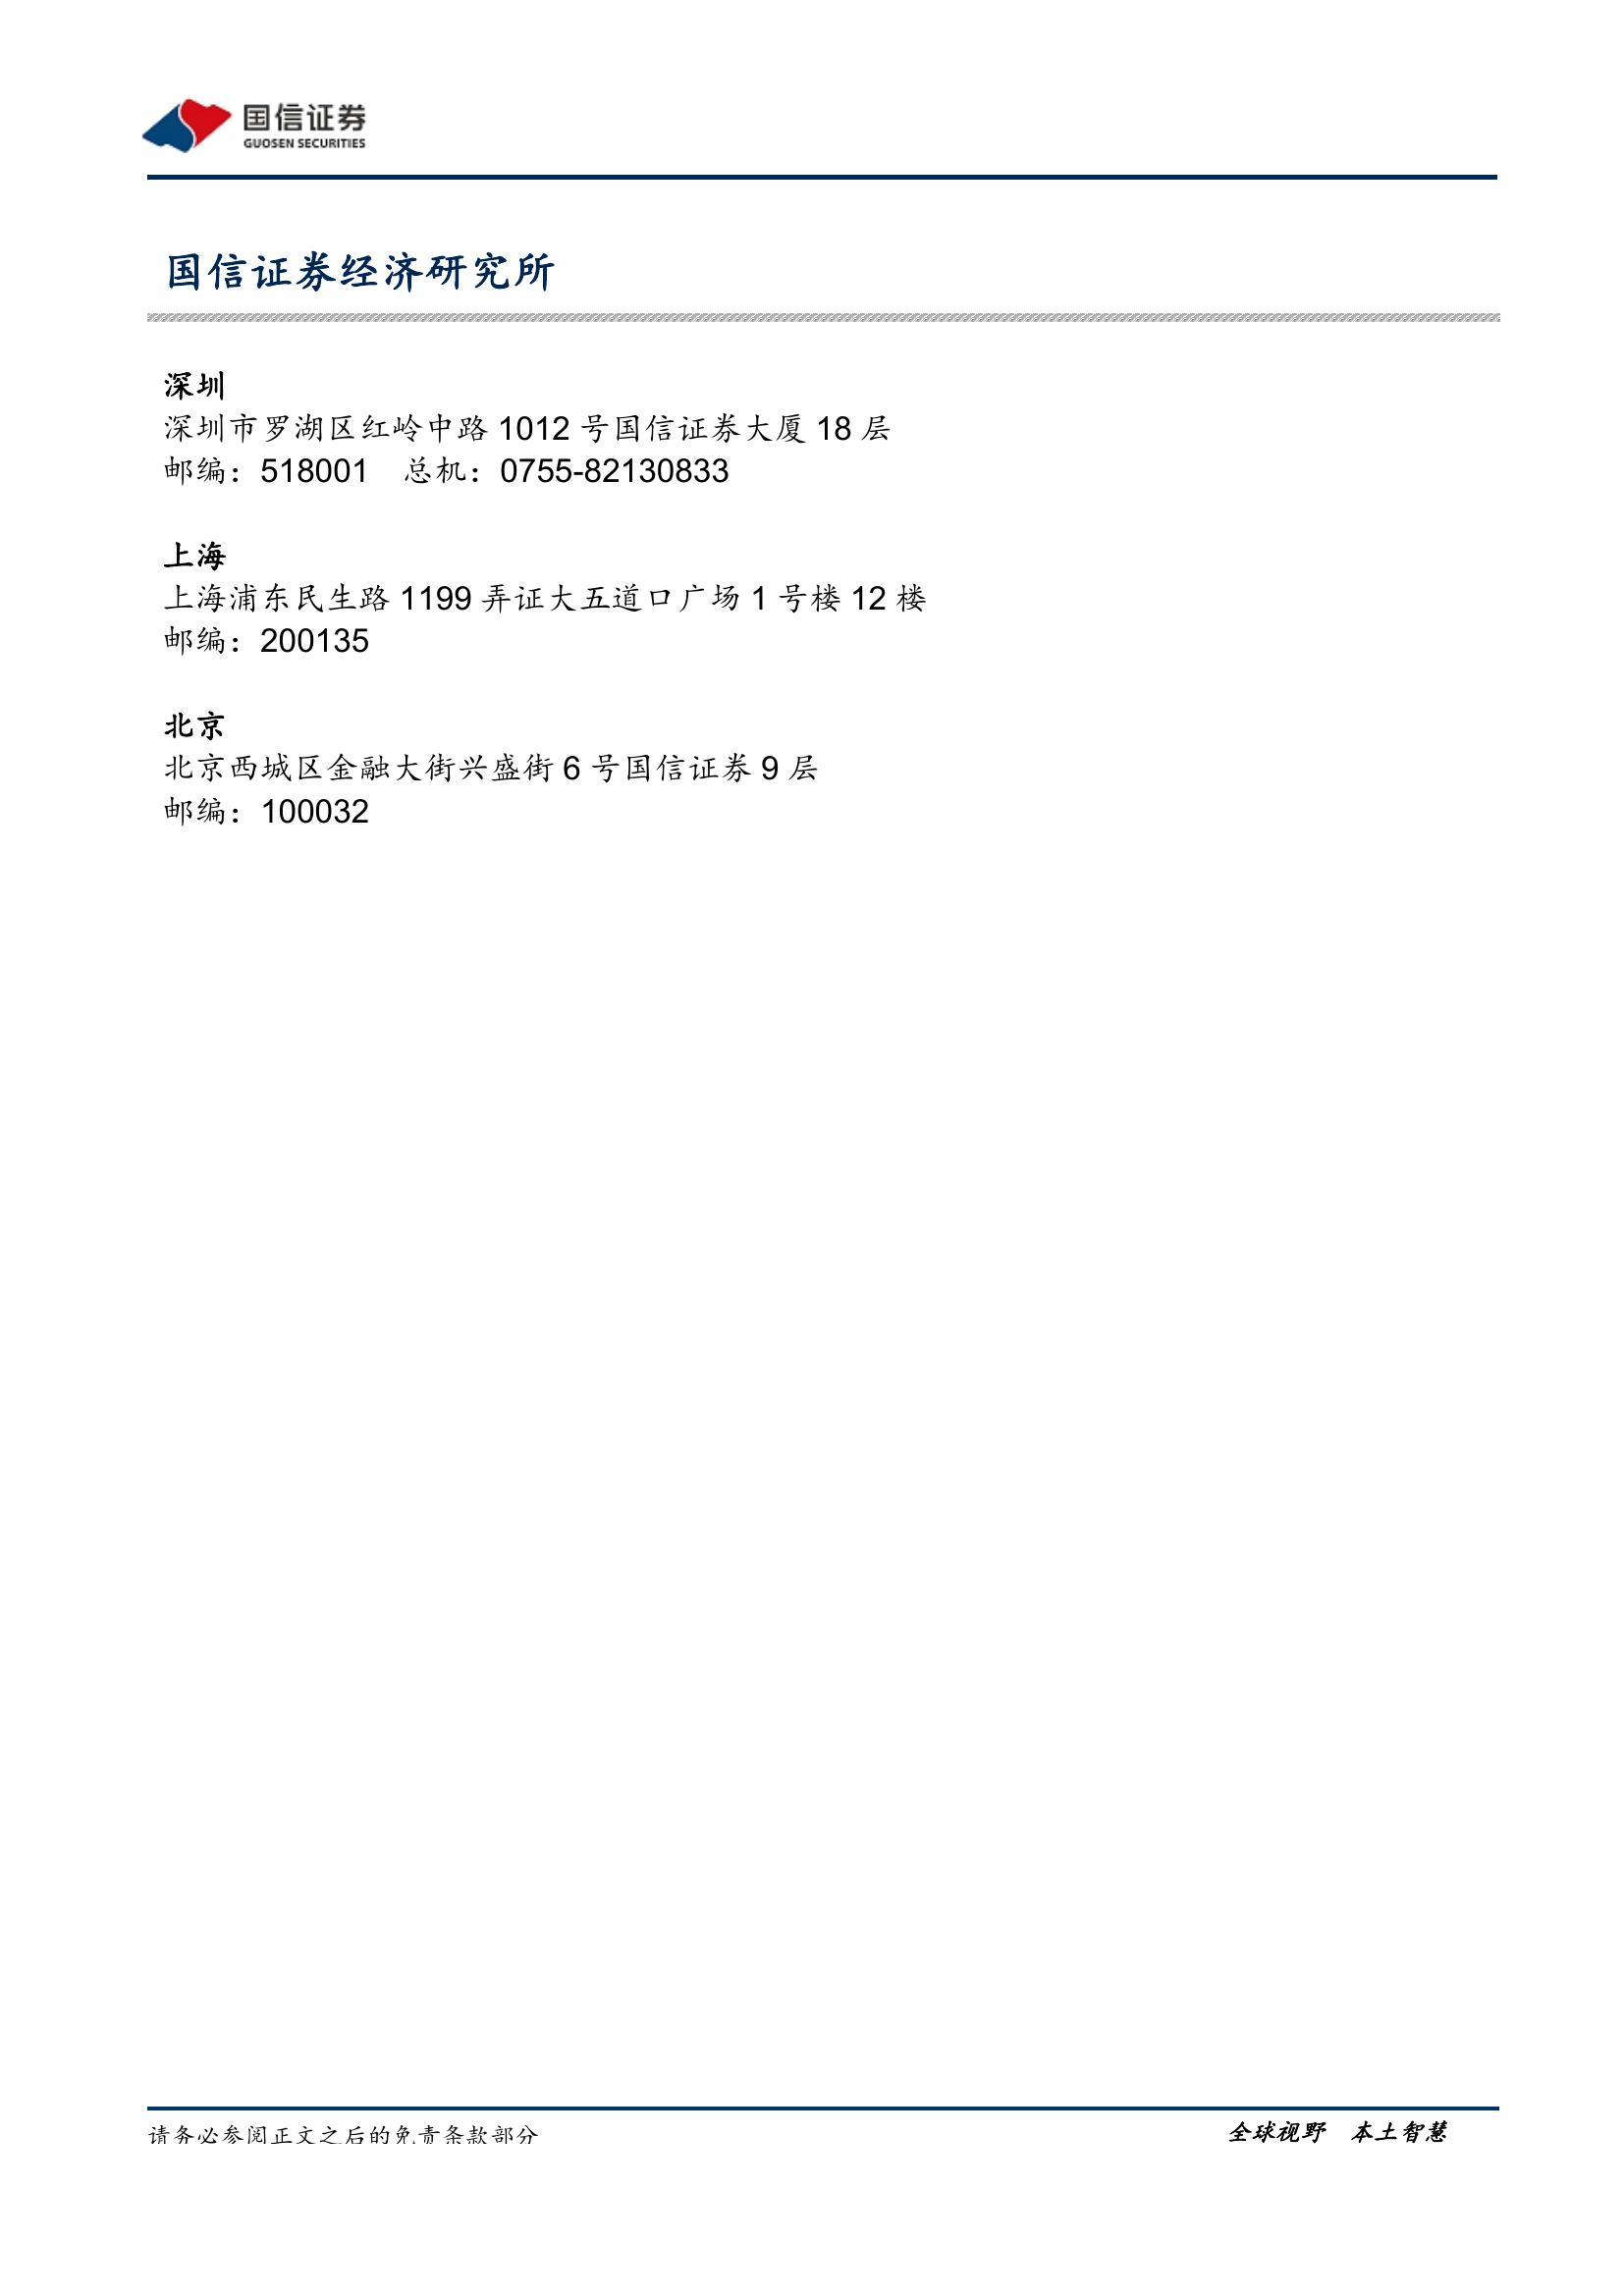 国信证券
GUOSEN SECURITIES
国信证券经济研究所
深圳
深圳市罗湖区红岭中路 1012 号国信证券大厦 18 层
邮编：518001 总机：0755-82130833
上海
上海浦东民生路 1199 弄证大五道口广场 1 号楼 12 楼
邮编：200135
北京
北京西城区金融大街兴盛街 6 号国信证券 9 层
邮编：100032
请务必参阅正文之后的免责条款部分
全球视野 本土智慧